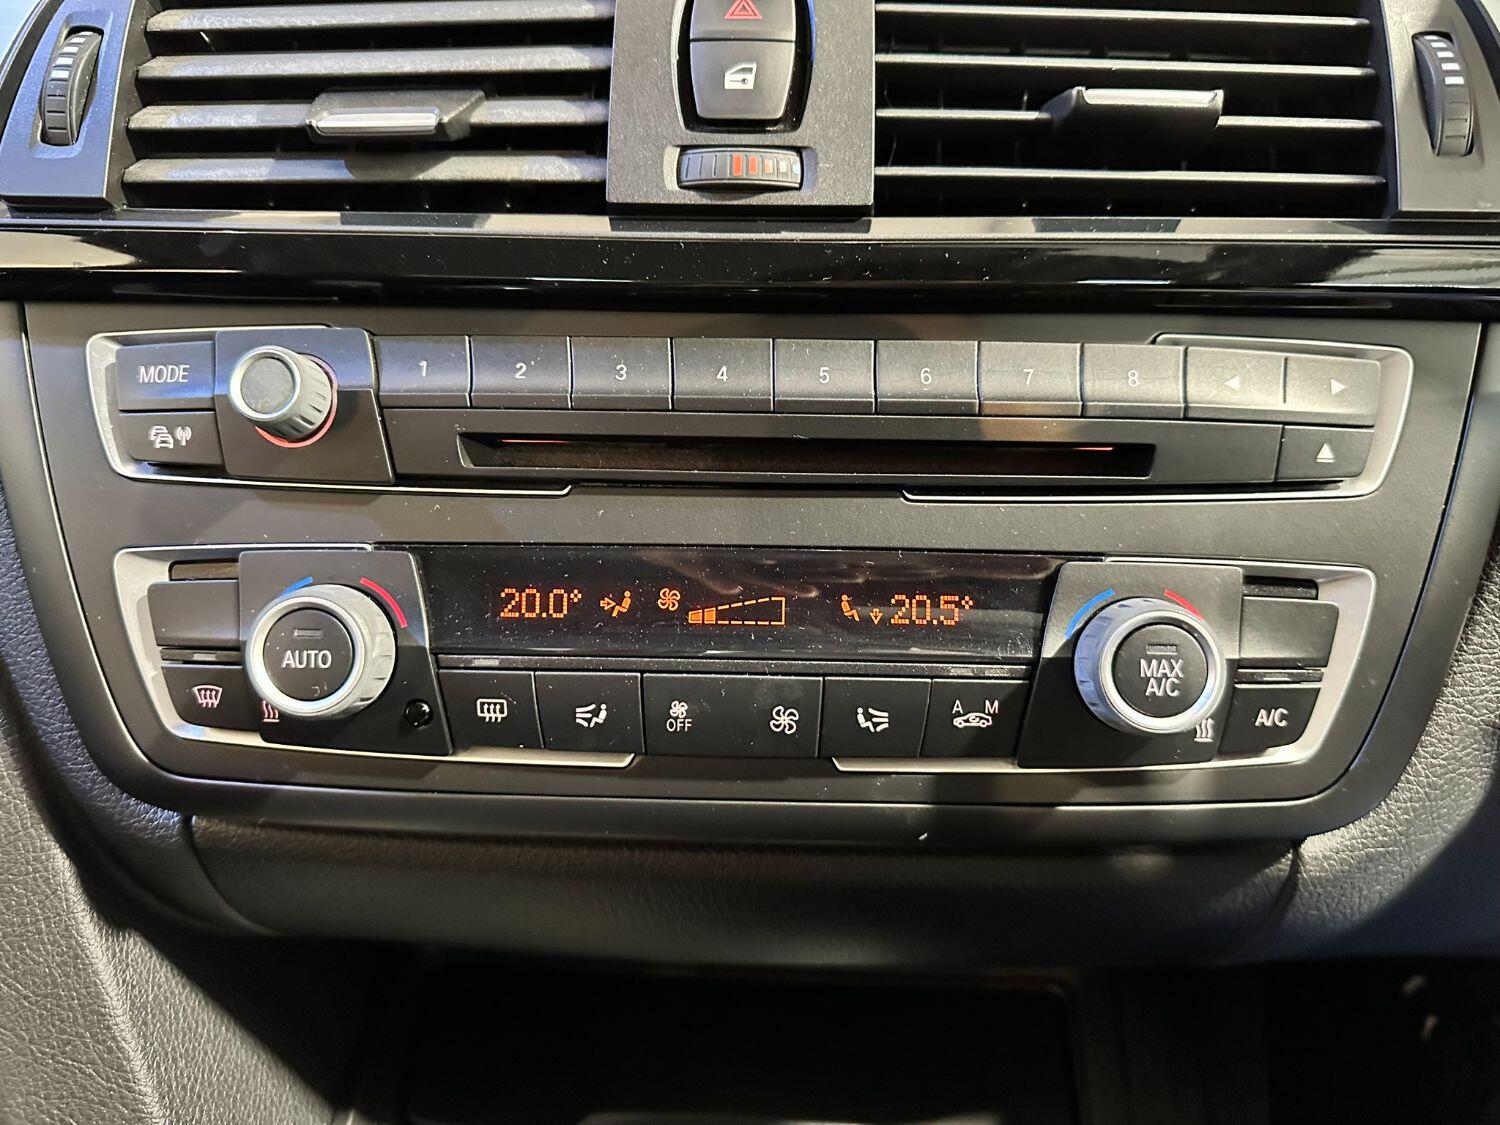 MODE
1 2 3 4 5 6 7 8
20.0° 20.5°
AUTO
MAX
A/C
OFF
A M
A/C